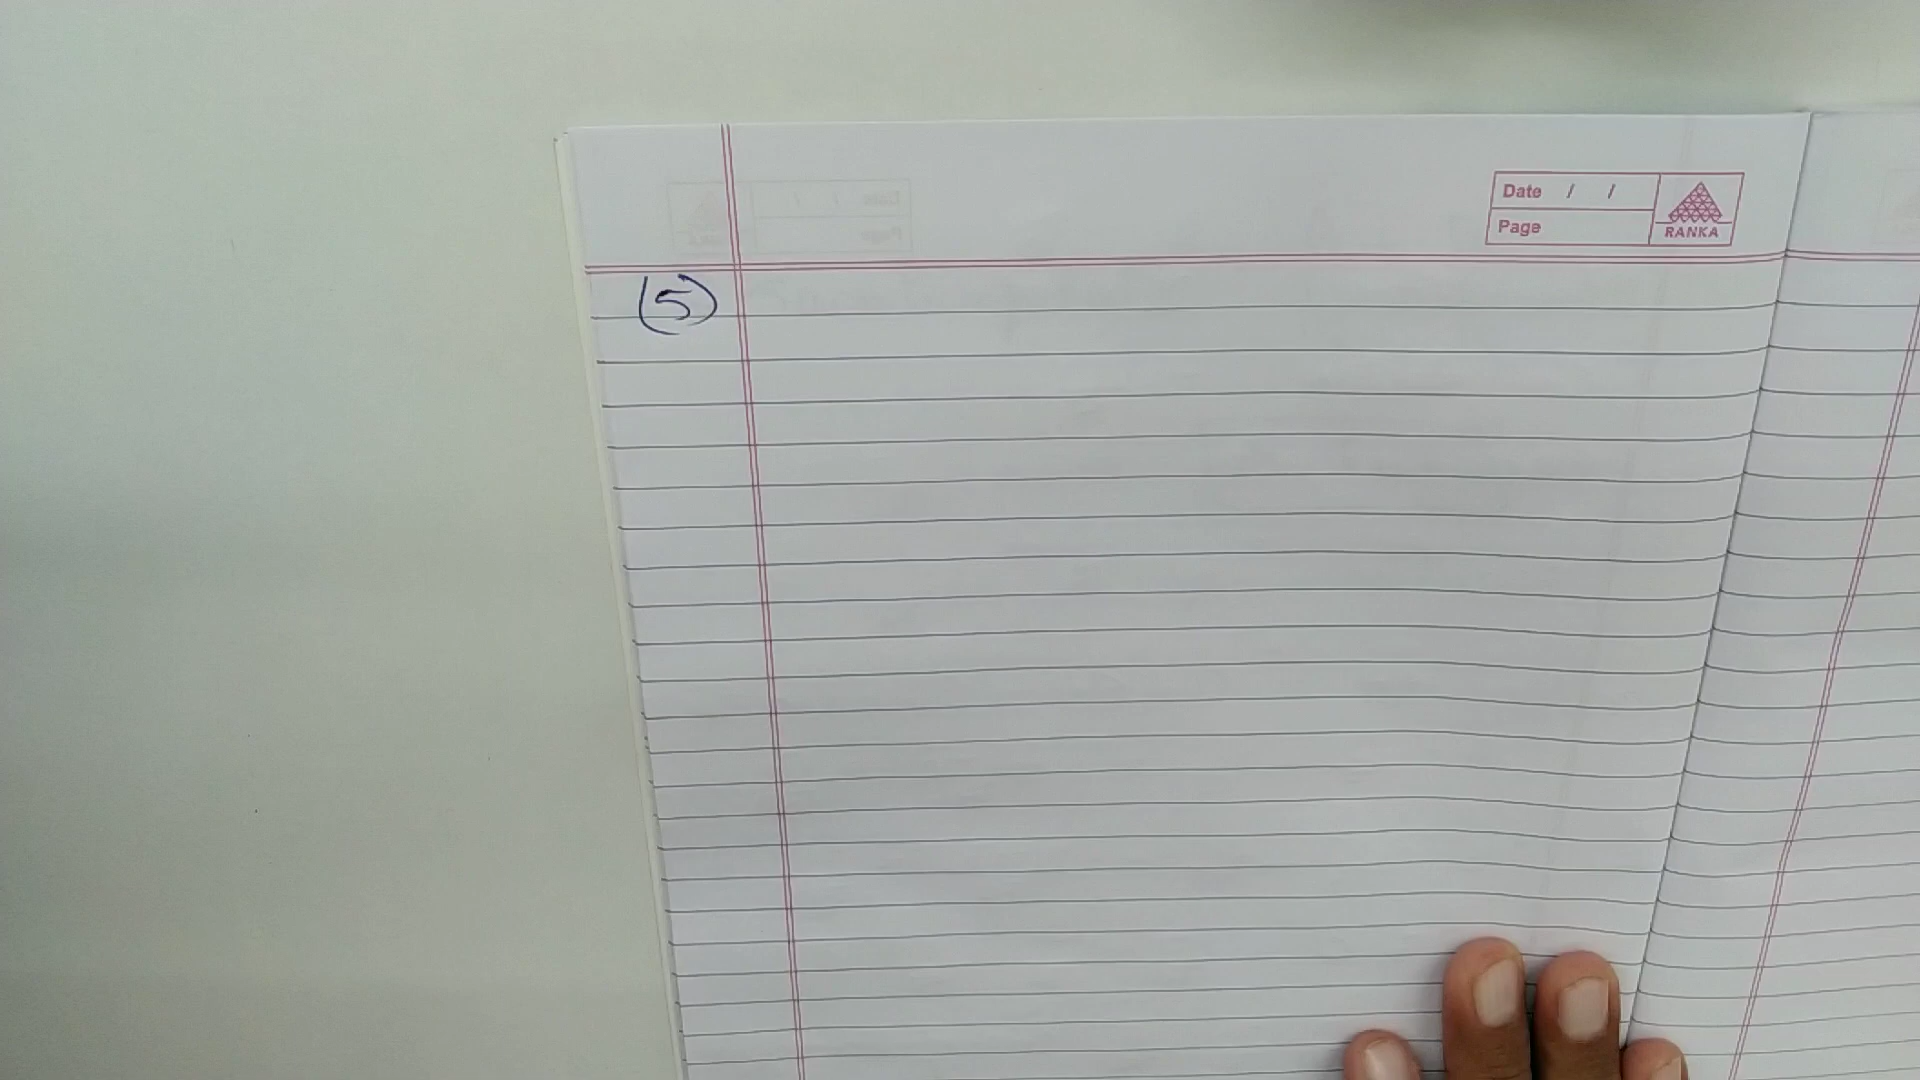 Date / /
Page
RANKA
(5)